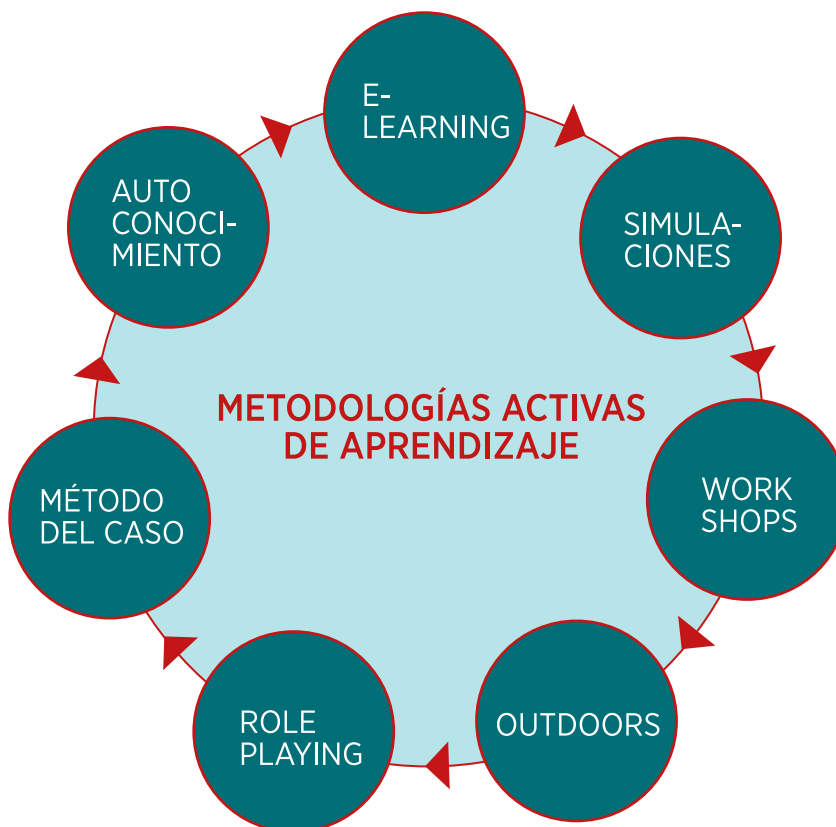 E-
LEARNING
SIMULA-
CIONES
WORK
SHOPS
OUTDOORS
ROLE
PLAYING
MÉTODO
DEL CASO
AUTO
CONOCI-
MIENTO
METODOLOGÍAS ACTIVAS
DE APRENDIZAJE